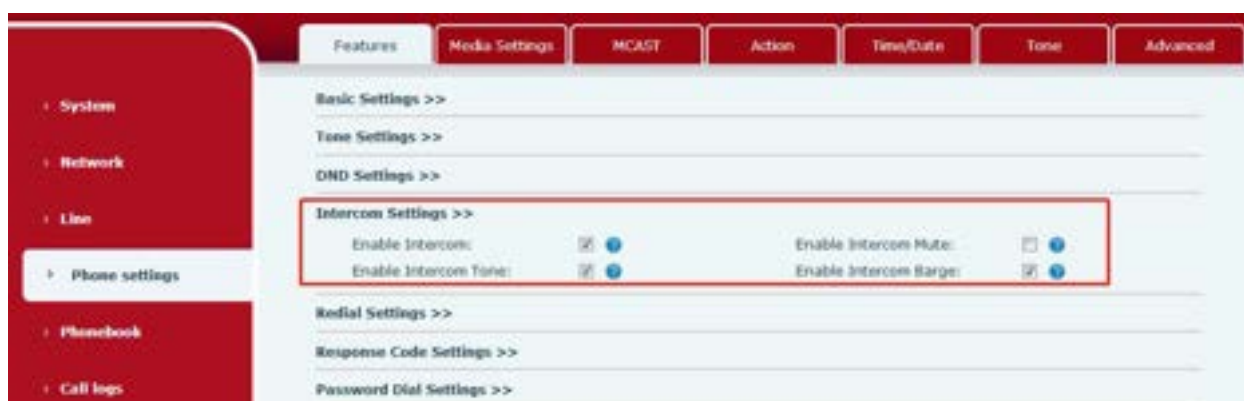 Features Media Settings MCAST Action Time/Date Tone Advanced
System
Network
Line
Phone settings
Phonebook
Call logs
Basic Settings >>
Tone Settings >>
DND Settings >>
Intercom Settings >>
Enable Intercom: Enable Intercom Mute:
Enable Intercom Tone: Enable Intercom Barge:
Redial Settings >>
Response Code Settings >>
Password Dial Settings >>